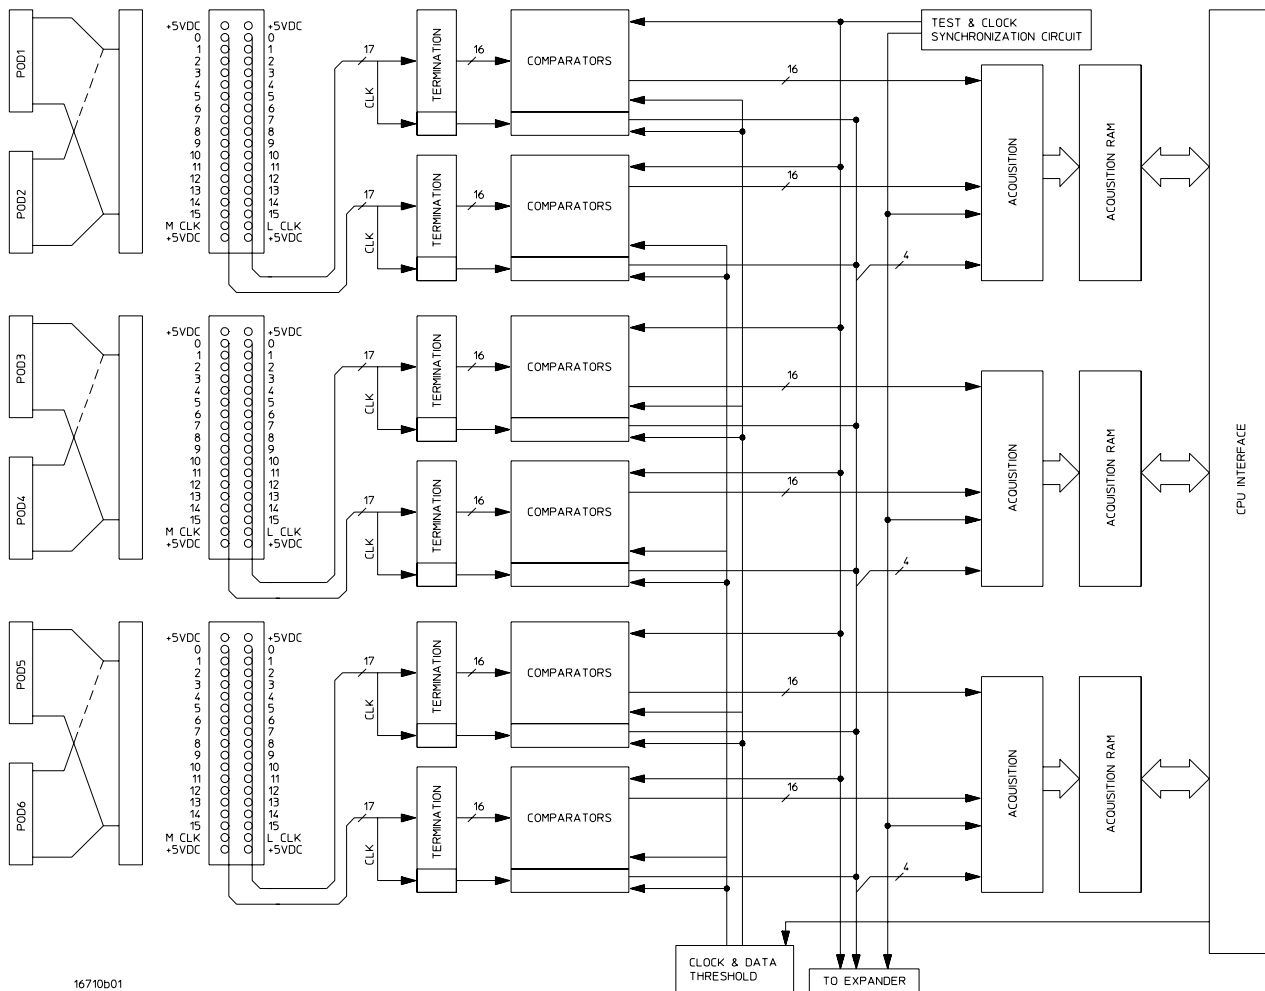 TEST & CLOCK
SYNCHRONIZATION CIRCUIT
POD1
POD2
+5VDC +5VDC
0 0
1 1
2 2
3 3
4 4
5 5
6 6
7 7
8 8
9 9
10 10
11 11
12 12
13 13
14 14
15 15
M CLK L CLK
+5VDC +5VDC
17
CLK
TERMINATION
16
COMPARATORS
16
17
CLK
TERMINATION
16
COMPARATORS
16
4
ACQUISITION
ACQUISITION RAM
POD3
POD4
+5VDC +5VDC
0 0
1 1
2 2
3 3
4 4
5 5
6 6
7 7
8 8
9 9
10 10
11 11
12 12
13 13
14 14
15 15
M CLK L CLK
+5VDC +5VDC
17
CLK
TERMINATION
16
COMPARATORS
16
17
CLK
TERMINATION
16
COMPARATORS
16
4
ACQUISITION
ACQUISITION RAM
CPU INTERFACE
POD5
POD6
+5VDC +5VDC
0 0
1 1
2 2
3 3
4 4
5 5
6 6
7 7
8 8
9 9
10 10
11 11
12 12
13 13
14 14
15 15
M CLK L CLK
+5VDC +5VDC
17
CLK
TERMINATION
16
COMPARATORS
16
17
CLK
TERMINATION
16
COMPARATORS
16
4
ACQUISITION
ACQUISITION RAM
CLOCK & DATA
THRESHOLD
TO EXPANDER
16710b01